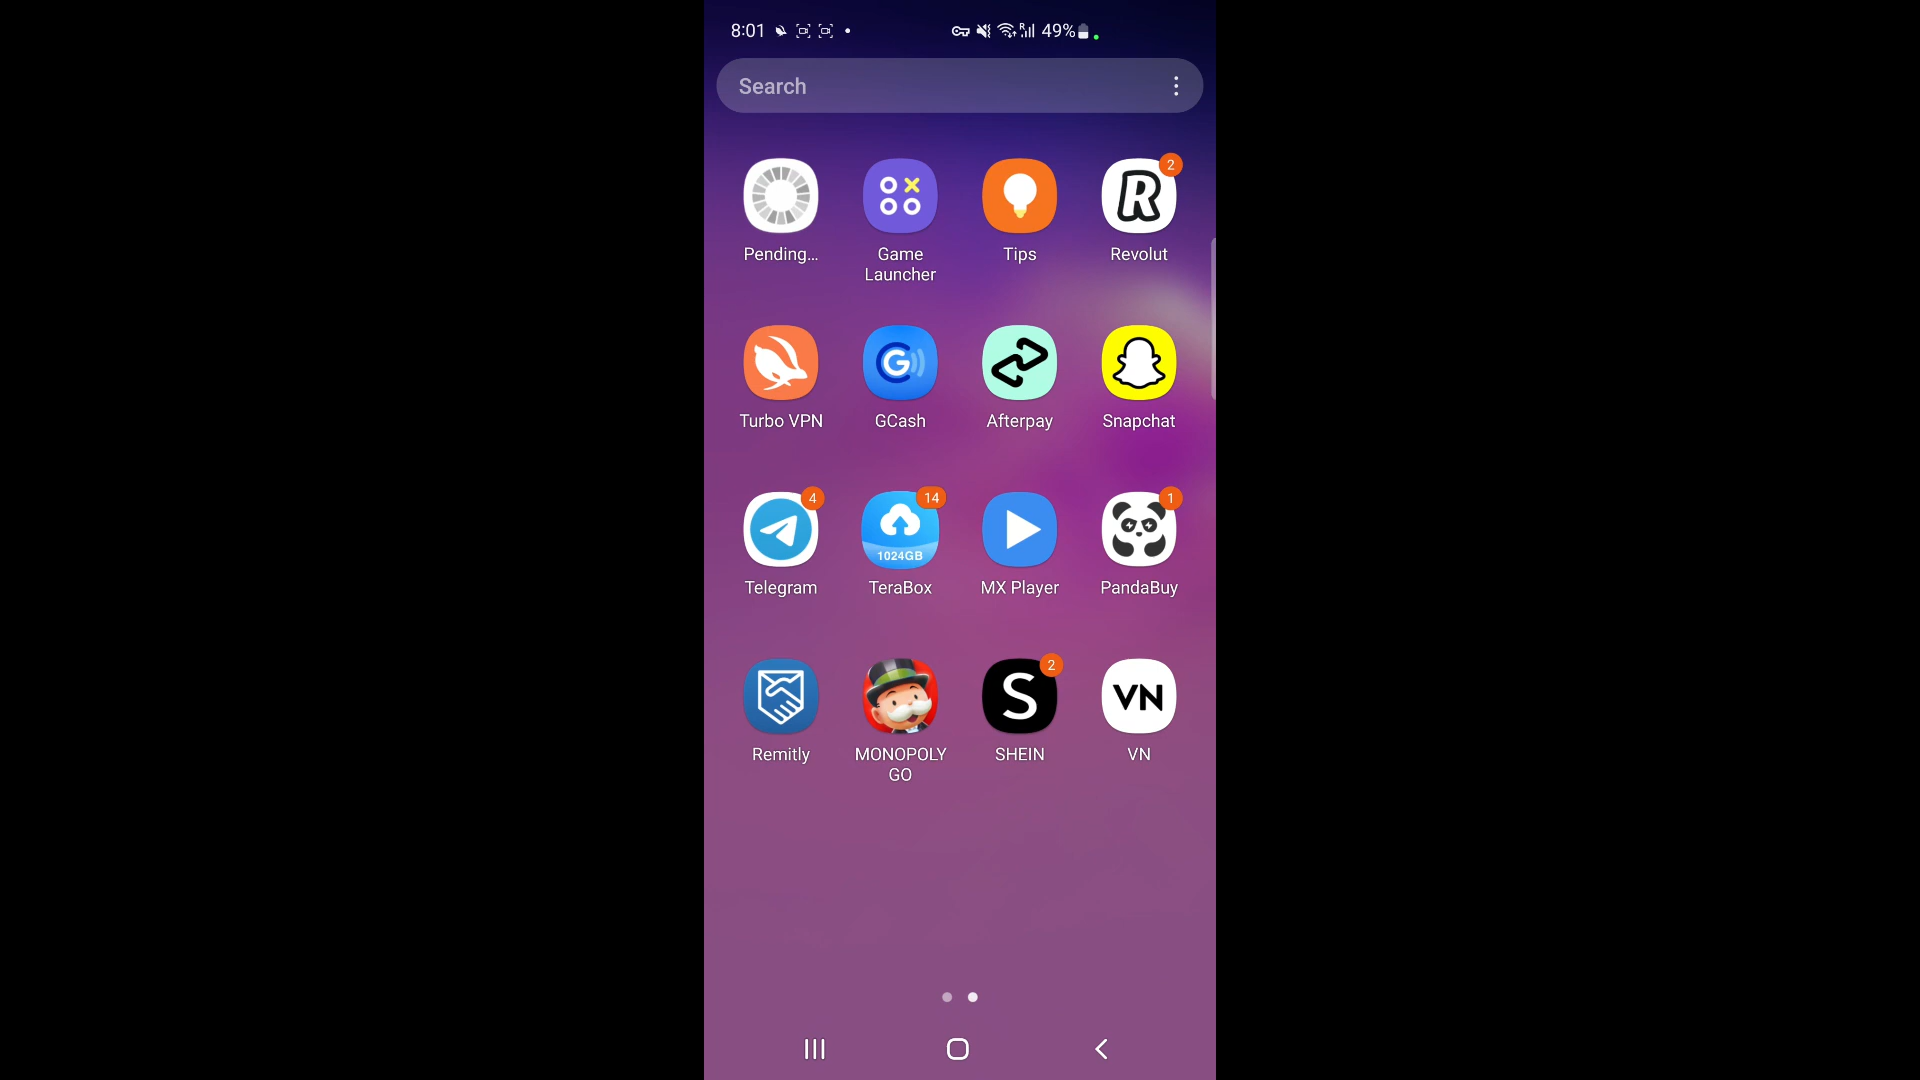 8:01 49%
Search
2
Pending...
Game
Launcher
Tips
Revolut
Turbo VPN
GCash
Afterpay
Snapchat
4
14
1
1024GB
Telegram
TeraBox
MX Player
PandaBuy
2
VN
Remitly
MONOPOLY
GO
SHEIN
VN